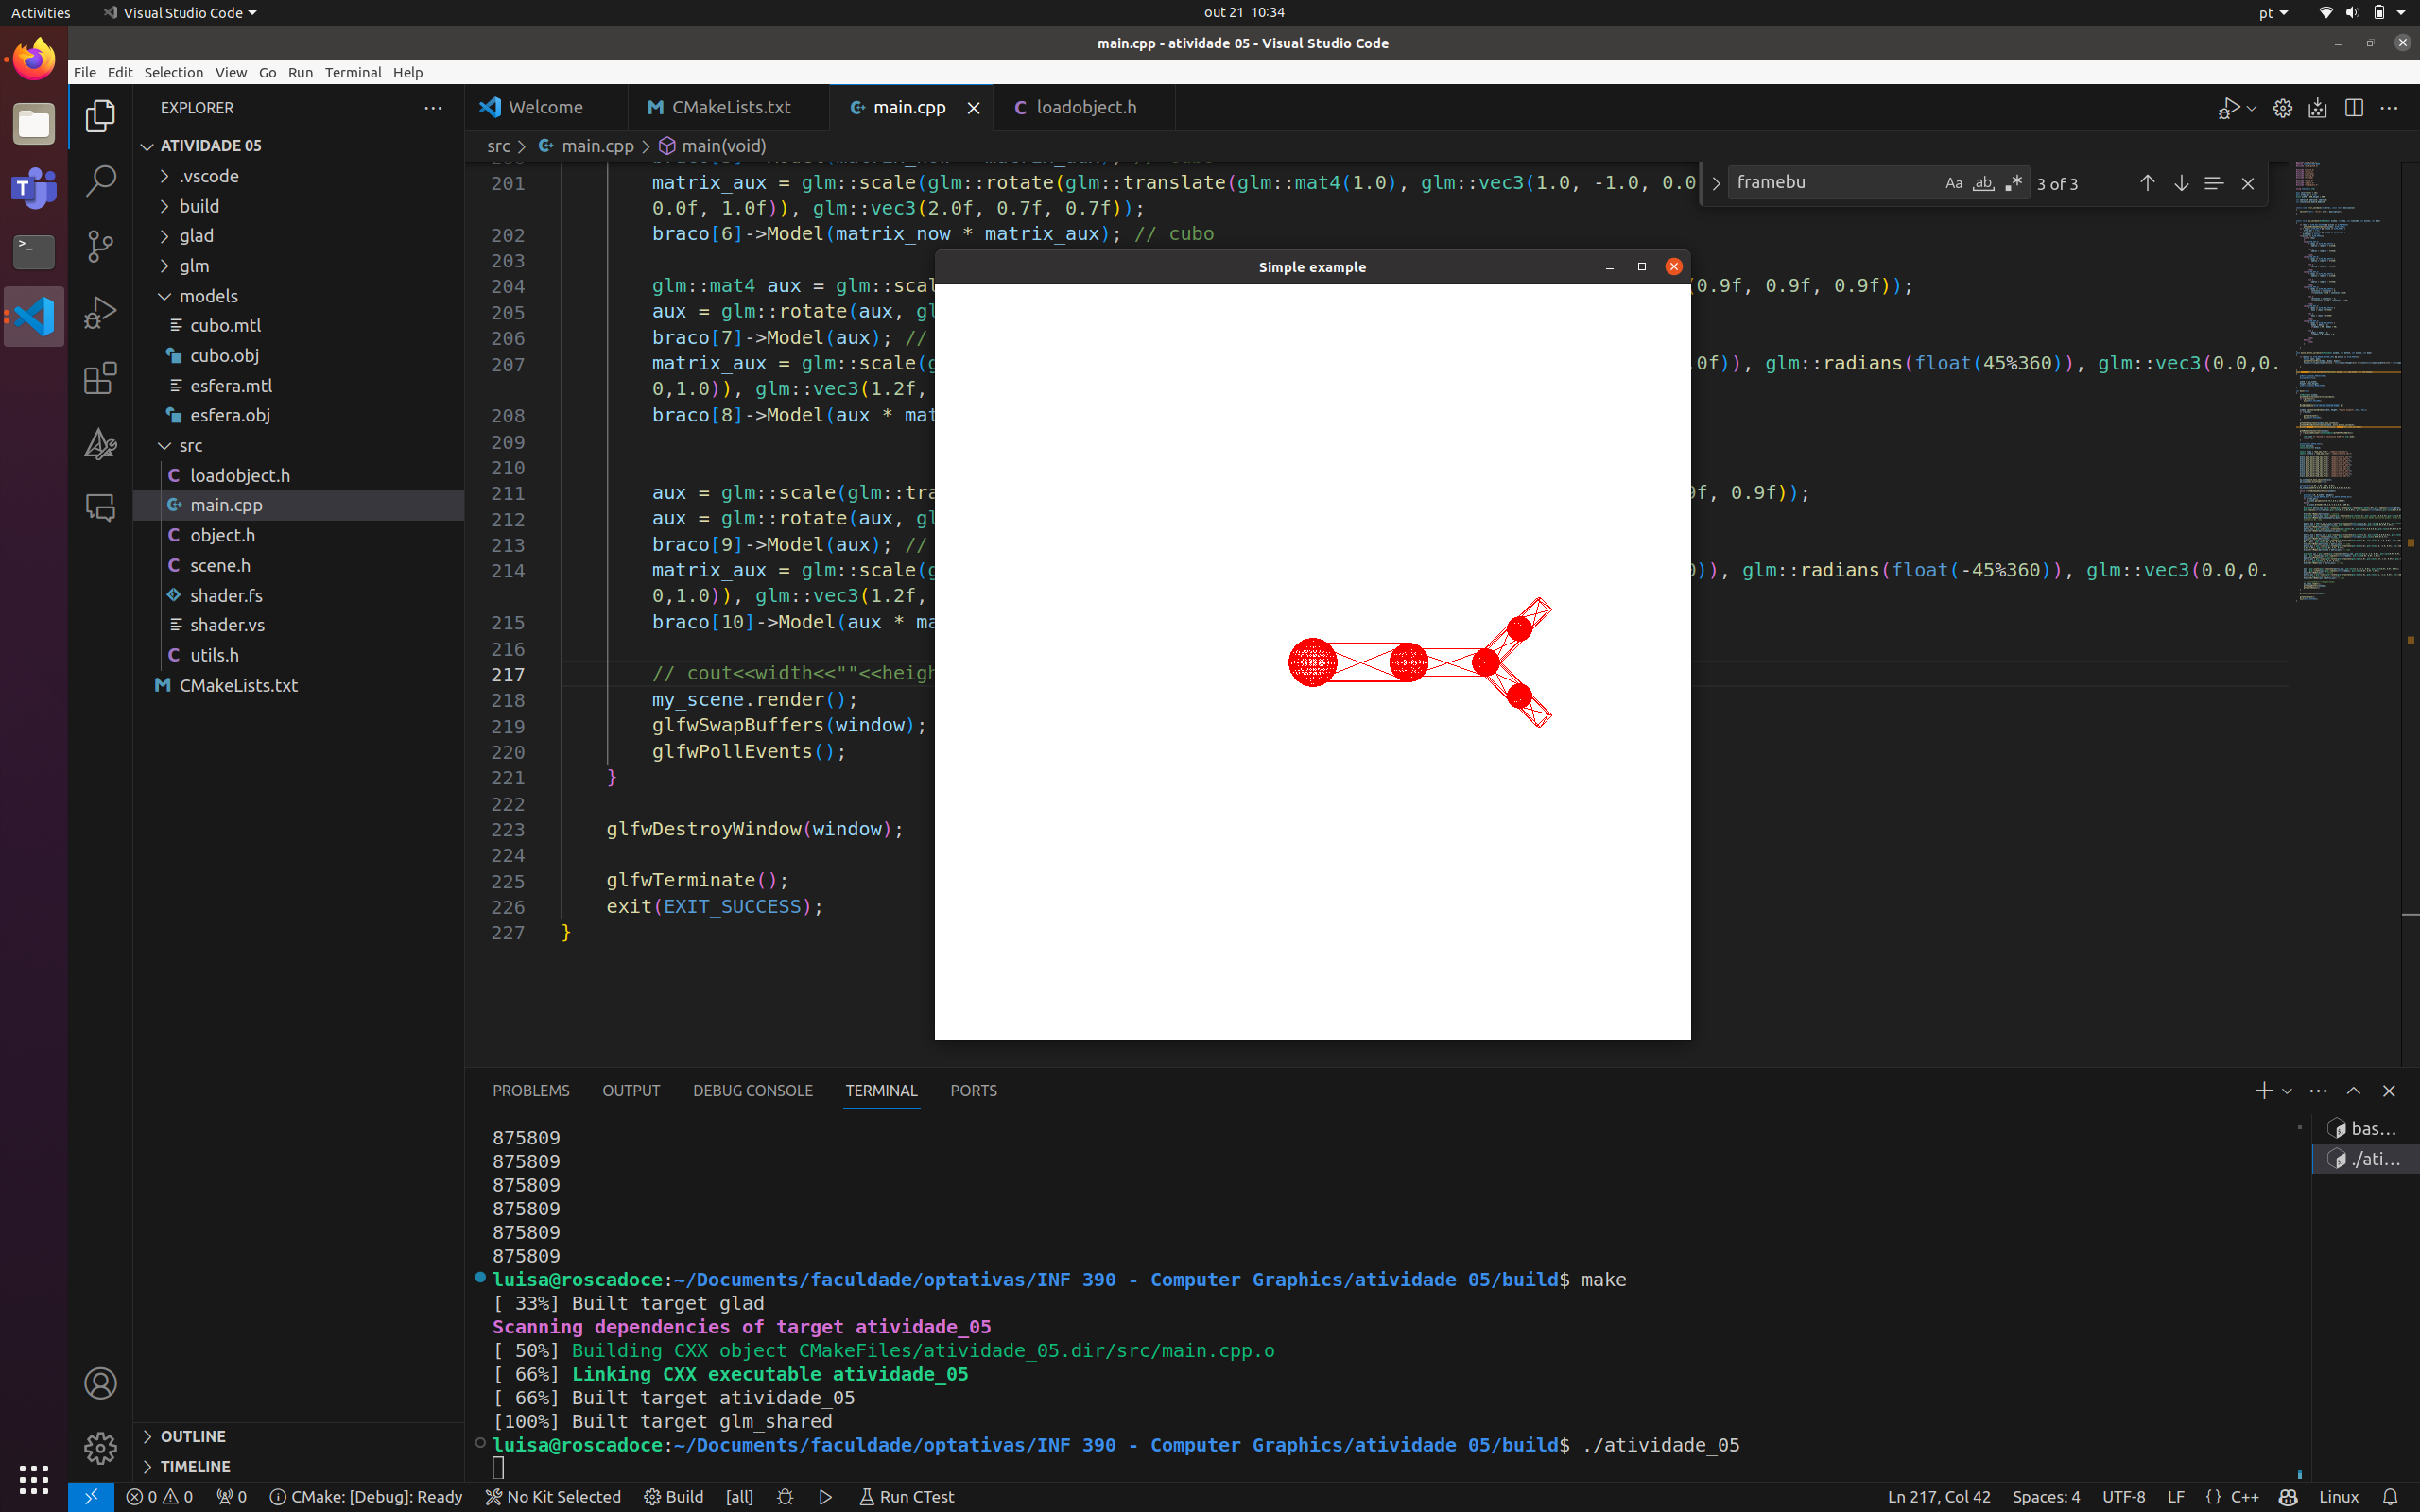 Activities
Visual Studio Code
out 21 10:34
pt
main.cpp - atividade 05 - Visual Studio Code
File Edit Selection View Go Run Terminal Help
EXPLORER
ATIVIDADE 05
.vscode
build
glad
glm
models
cubo.mtl
cubo.obj
esfera.mtl
esfera.obj
src
loadobject.h
main.cpp
object.h
scene.h
shader.fs
shader.vs
utils.h
CMakeLists.txt
OUTLINE
TIMELINE
Welcome
CMakeLists.txt
main.cpp
loadobject.h
src > main.cpp > main(void)
framebu
Aa ab .* 3 of 3
201 matrix_aux = glm::scale(glm::rotate(glm::translate(glm::mat4(1.0), glm::vec3(1.0, -1.0, 0.0
0.0f, 1.0f)), glm::vec3(2.0f, 0.7f, 0.7f));
202 braco[6]->Model(matrix_now * matrix_aux); // cubo
203
204 glm::mat4 aux = glm::scal (0.9f, 0.9f, 0.9f));
205 aux = glm::rotate(aux, gl
206 braco[7]->Model(aux); //
207 matrix_aux = glm::scale(g .0f)), glm::radians(float(45%360)), glm::vec3(0.0,0.
0,1.0)), glm::vec3(1.2f,
208 braco[8]->Model(aux * mat
209
210
211 aux = glm::scale(glm::tra 9f, 0.9f));
212 aux = glm::rotate(aux, gl
213 braco[9]->Model(aux); //
214 matrix_aux = glm::scale(g )), glm::radians(float(-45%360)), glm::vec3(0.0,0.
0,1.0)), glm::vec3(1.2f,
215 braco[10]->Model(aux * ma
216
217 // cout<<width<<""<<heigh
218 my_scene.render();
219 glfwSwapBuffers(window);
220 glfwPollEvents();
221 }
222
223 glfwDestroyWindow(window);
224
225 glfwTerminate();
226 exit(EXIT_SUCCESS);
227 }
Simple example
PROBLEMS OUTPUT DEBUG CONSOLE TERMINAL PORTS
875809
875809
875809
875809
875809
875809
luisa@roscadoce:~/Documents/faculdade/optativas/INF 390 - Computer Graphics/atividade 05/build$ make
[ 33%] Built target glad
Scanning dependencies of target atividade_05
[ 50%] Building CXX object CMakeFiles/atividade_05.dir/src/main.cpp.o
[ 66%] Linking CXX executable atividade_05
[ 66%] Built target atividade_05
[100%] Built target glm_shared
luisa@roscadoce:~/Documents/faculdade/optativas/INF 390 - Computer Graphics/atividade 05/build$ ./atividade_05
bas...
./ati...
0 0 0 CMake: [Debug]: Ready No Kit Selected Build [all] Run CTest
Ln 217, Col 42 Spaces: 4 UTF-8 LF {} C++ Linux